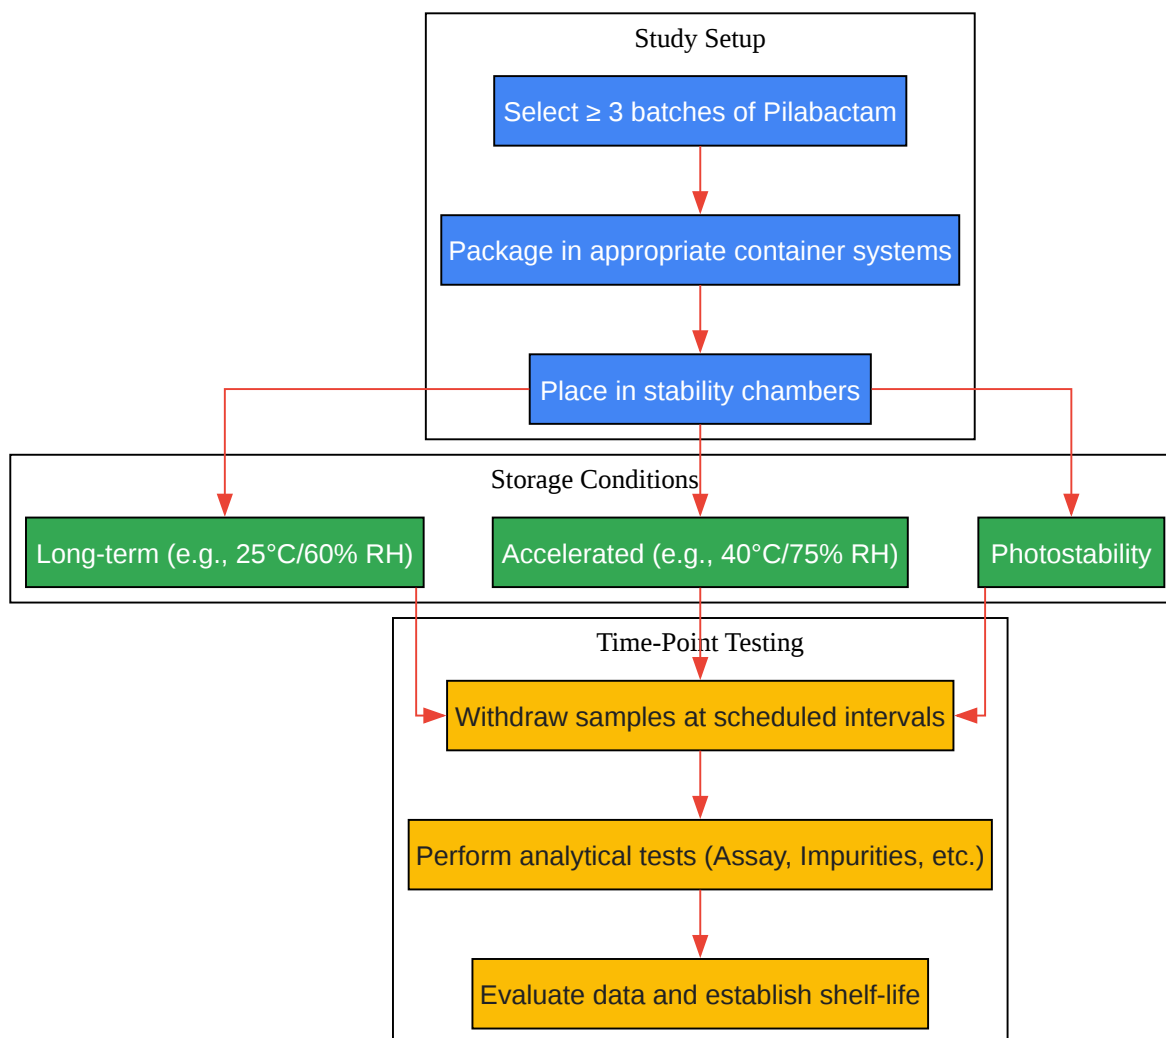 Study Setup
Select ≥ 3 batches of Pilabactam
Package in appropriate container systems
Place in stability chambers
Storage Conditions
Long-term (e.g., 25°C/60% RH)
Accelerated (e.g., 40°C/75% RH)
Photostability
Time-Point Testing
Withdraw samples at scheduled intervals
Perform analytical tests (Assay, Impurities, etc.)
Evaluate data and establish shelf-life